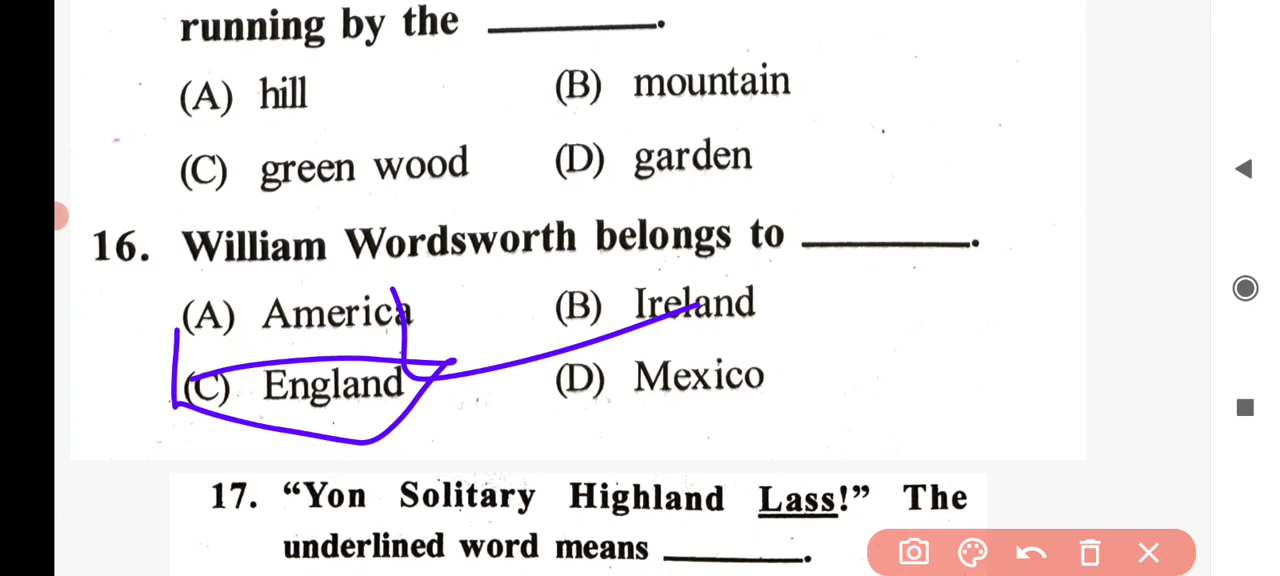 running by the ________.
(A) hill (B) mountain
(C) green wood (D) garden
16. William Wordsworth belongs to ________.
(A) America (B) Ireland
(C) England (D) Mexico
17. “Yon Solitary Highland Lass!” The
underlined word means ________.